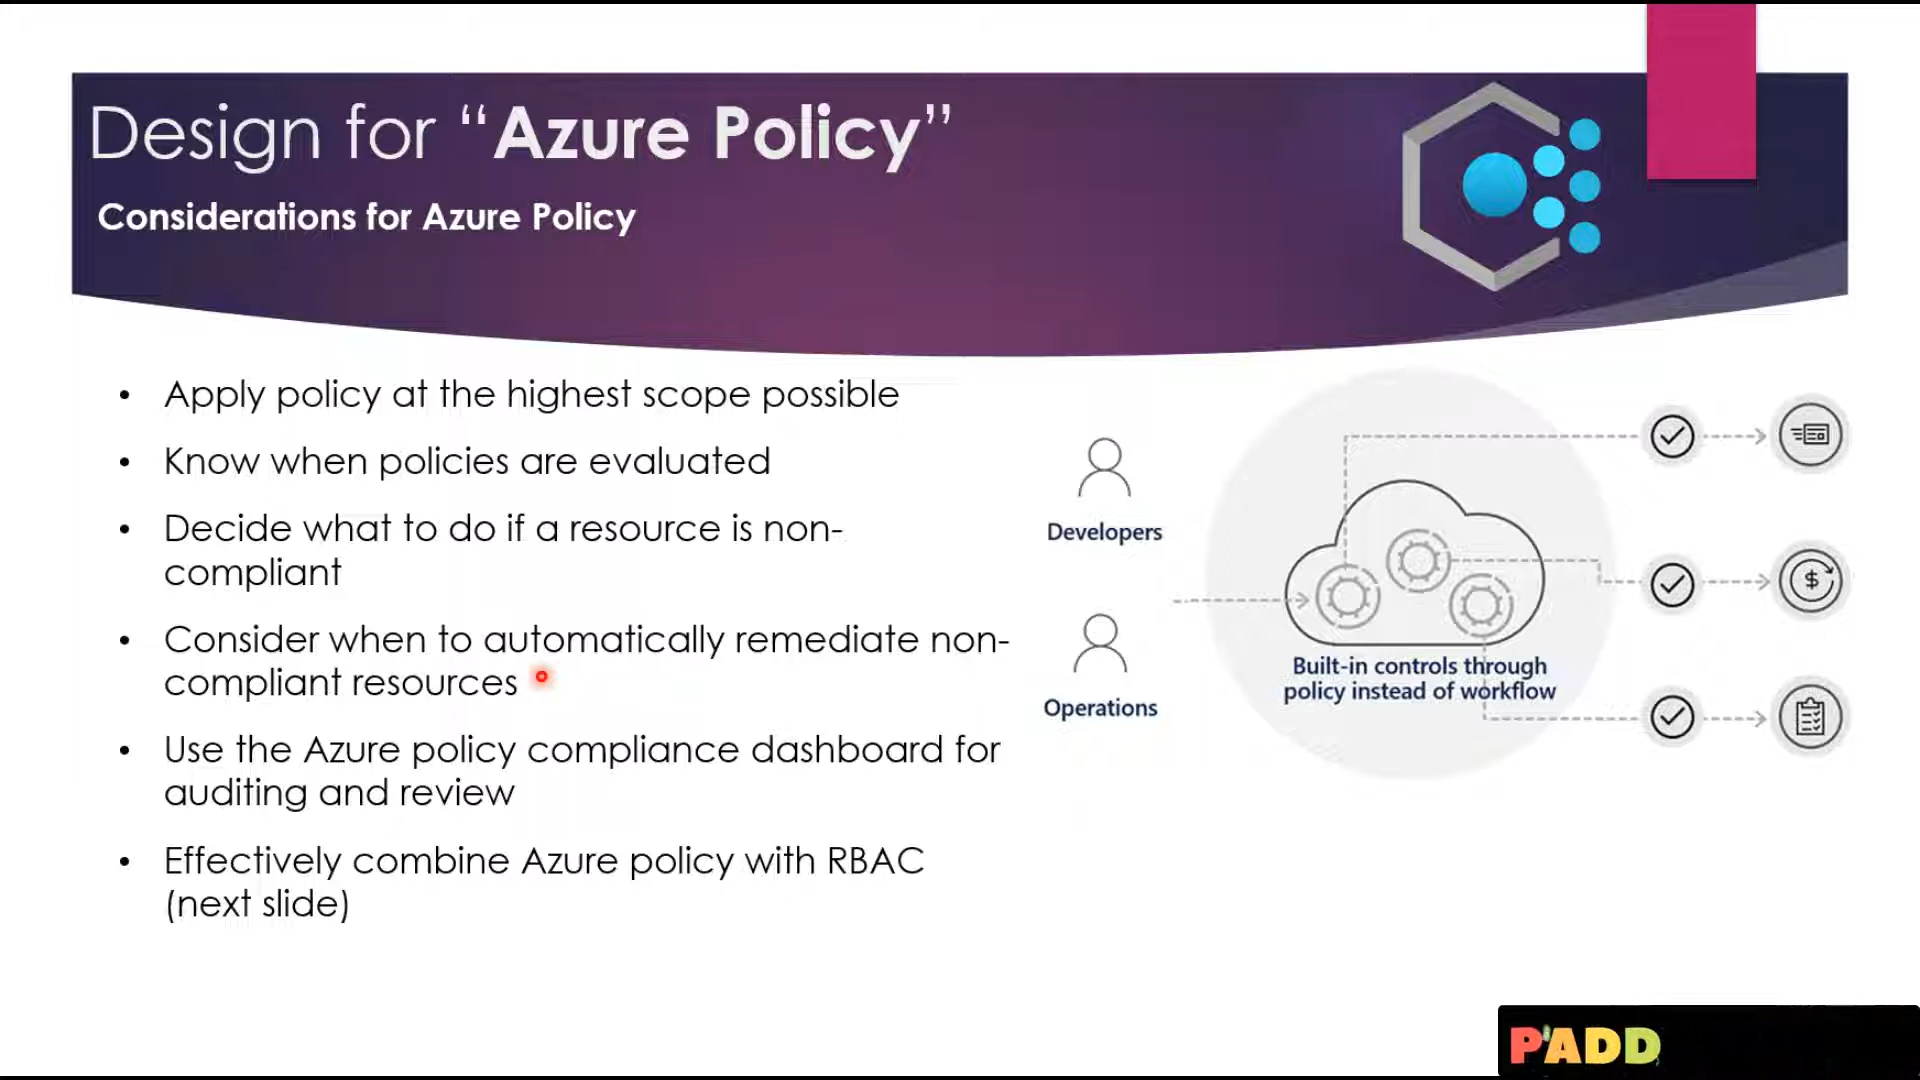 Design for “Azure Policy”
Considerations for Azure Policy
• Apply policy at the highest scope possible
• Know when policies are evaluated
• Decide what to do if a resource is non-
compliant
• Consider when to automatically remediate non-
compliant resources
• Use the Azure policy compliance dashboard for
auditing and review
• Effectively combine Azure policy with RBAC
(next slide)
Developers
Operations
Built-in controls through
policy instead of workflow
$
PADD